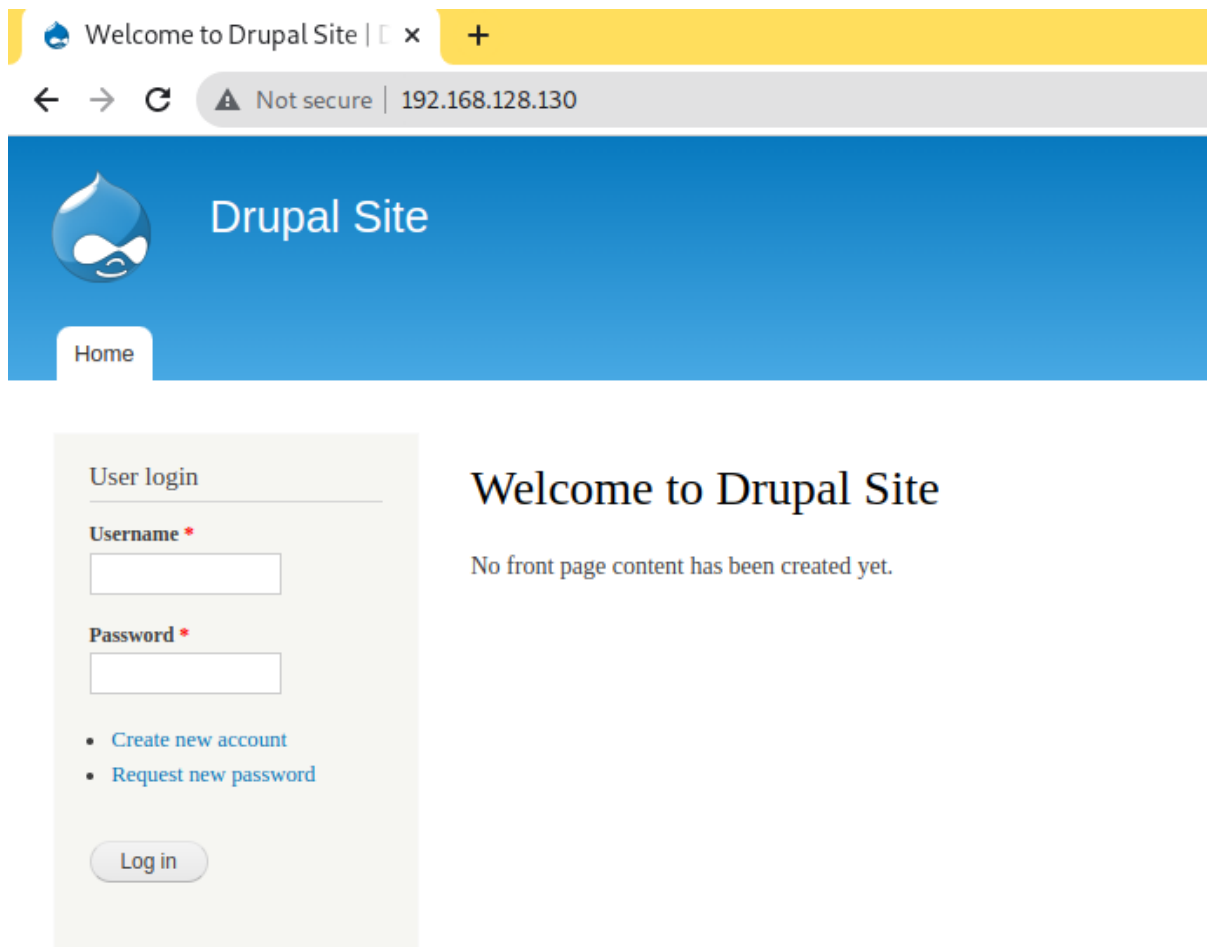 Welcome to Drupal Site | D
Not secure | 192.168.128.130
Drupal Site
Home
User login
Username *
Password *
Create new account
Request new password
Log in
Welcome to Drupal Site
No front page content has been created yet.